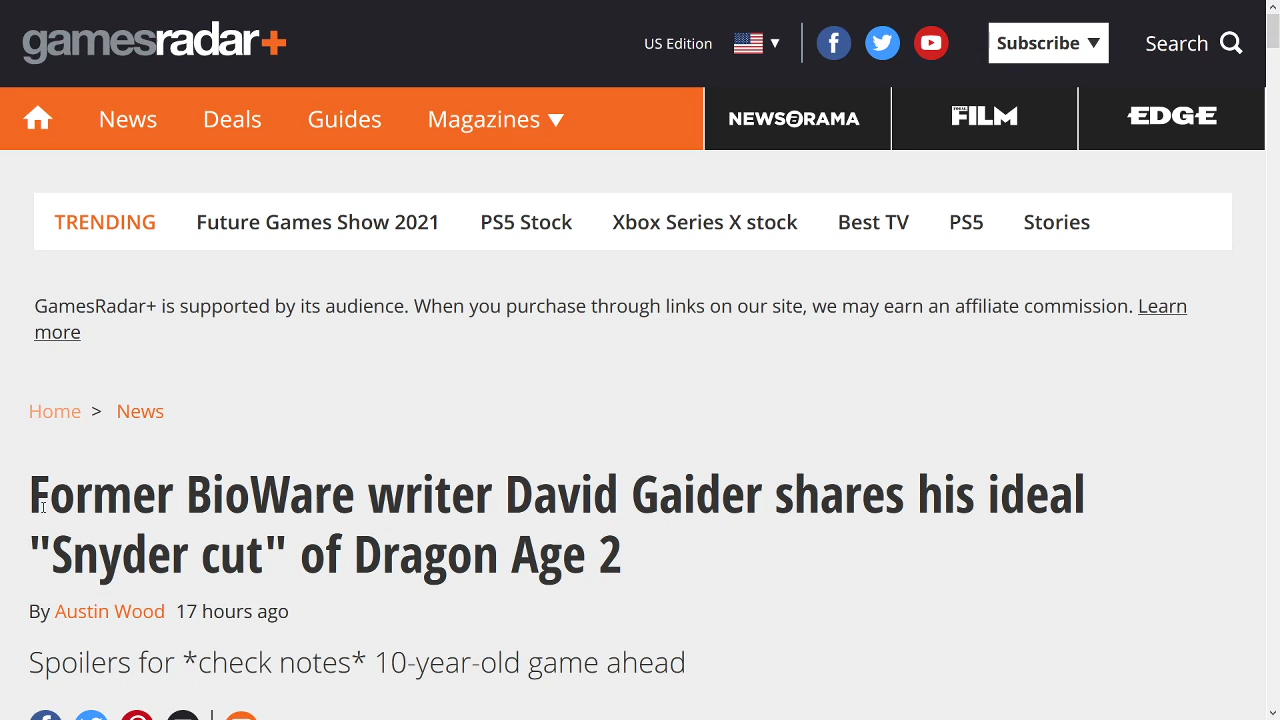 gamesradar+
US Edition
Subscribe
Search
News
Deals
Guides
Magazines
NEWSARAMA
TOTAL FILM
EDGE
TRENDING
Future Games Show 2021
PS5 Stock
Xbox Series X stock
Best TV
PS5
Stories
GamesRadar+ is supported by its audience. When you purchase through links on our site, we may earn an affiliate commission. Learn
more
Home > News
Former BioWare writer David Gaider shares his ideal
"Snyder cut" of Dragon Age 2
By Austin Wood 17 hours ago
Spoilers for *check notes* 10-year-old game ahead